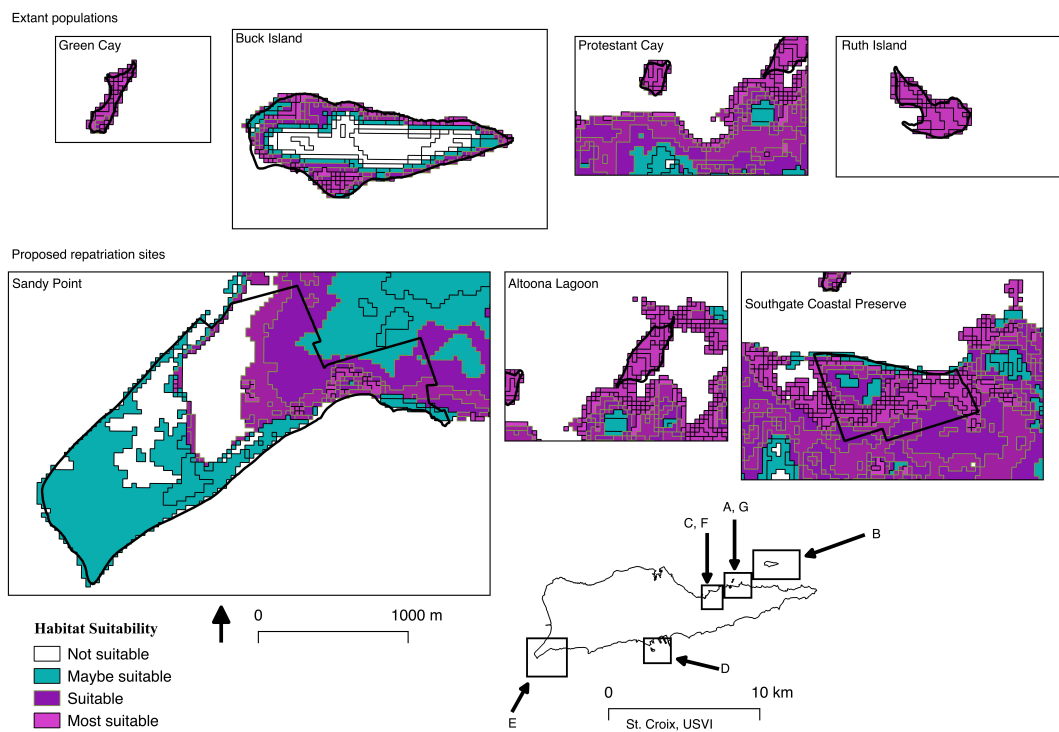 Extant populations
Green Cay
Buck Island
Protestant Cay
Ruth Island
Proposed repatriation sites
Sandy Point
Altoona Lagoon
Southgate Coastal Preserve
A, G
C, F
B
D
E
0 1000 m
Habitat Suitability
Not suitable
Maybe suitable
Suitable
Most suitable
0 10 km
St. Croix, USVI